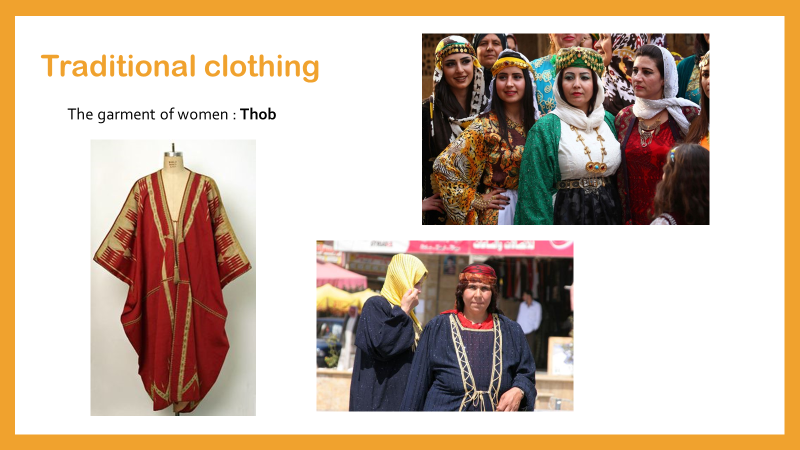 Traditional clothing
The garment of women : Thob